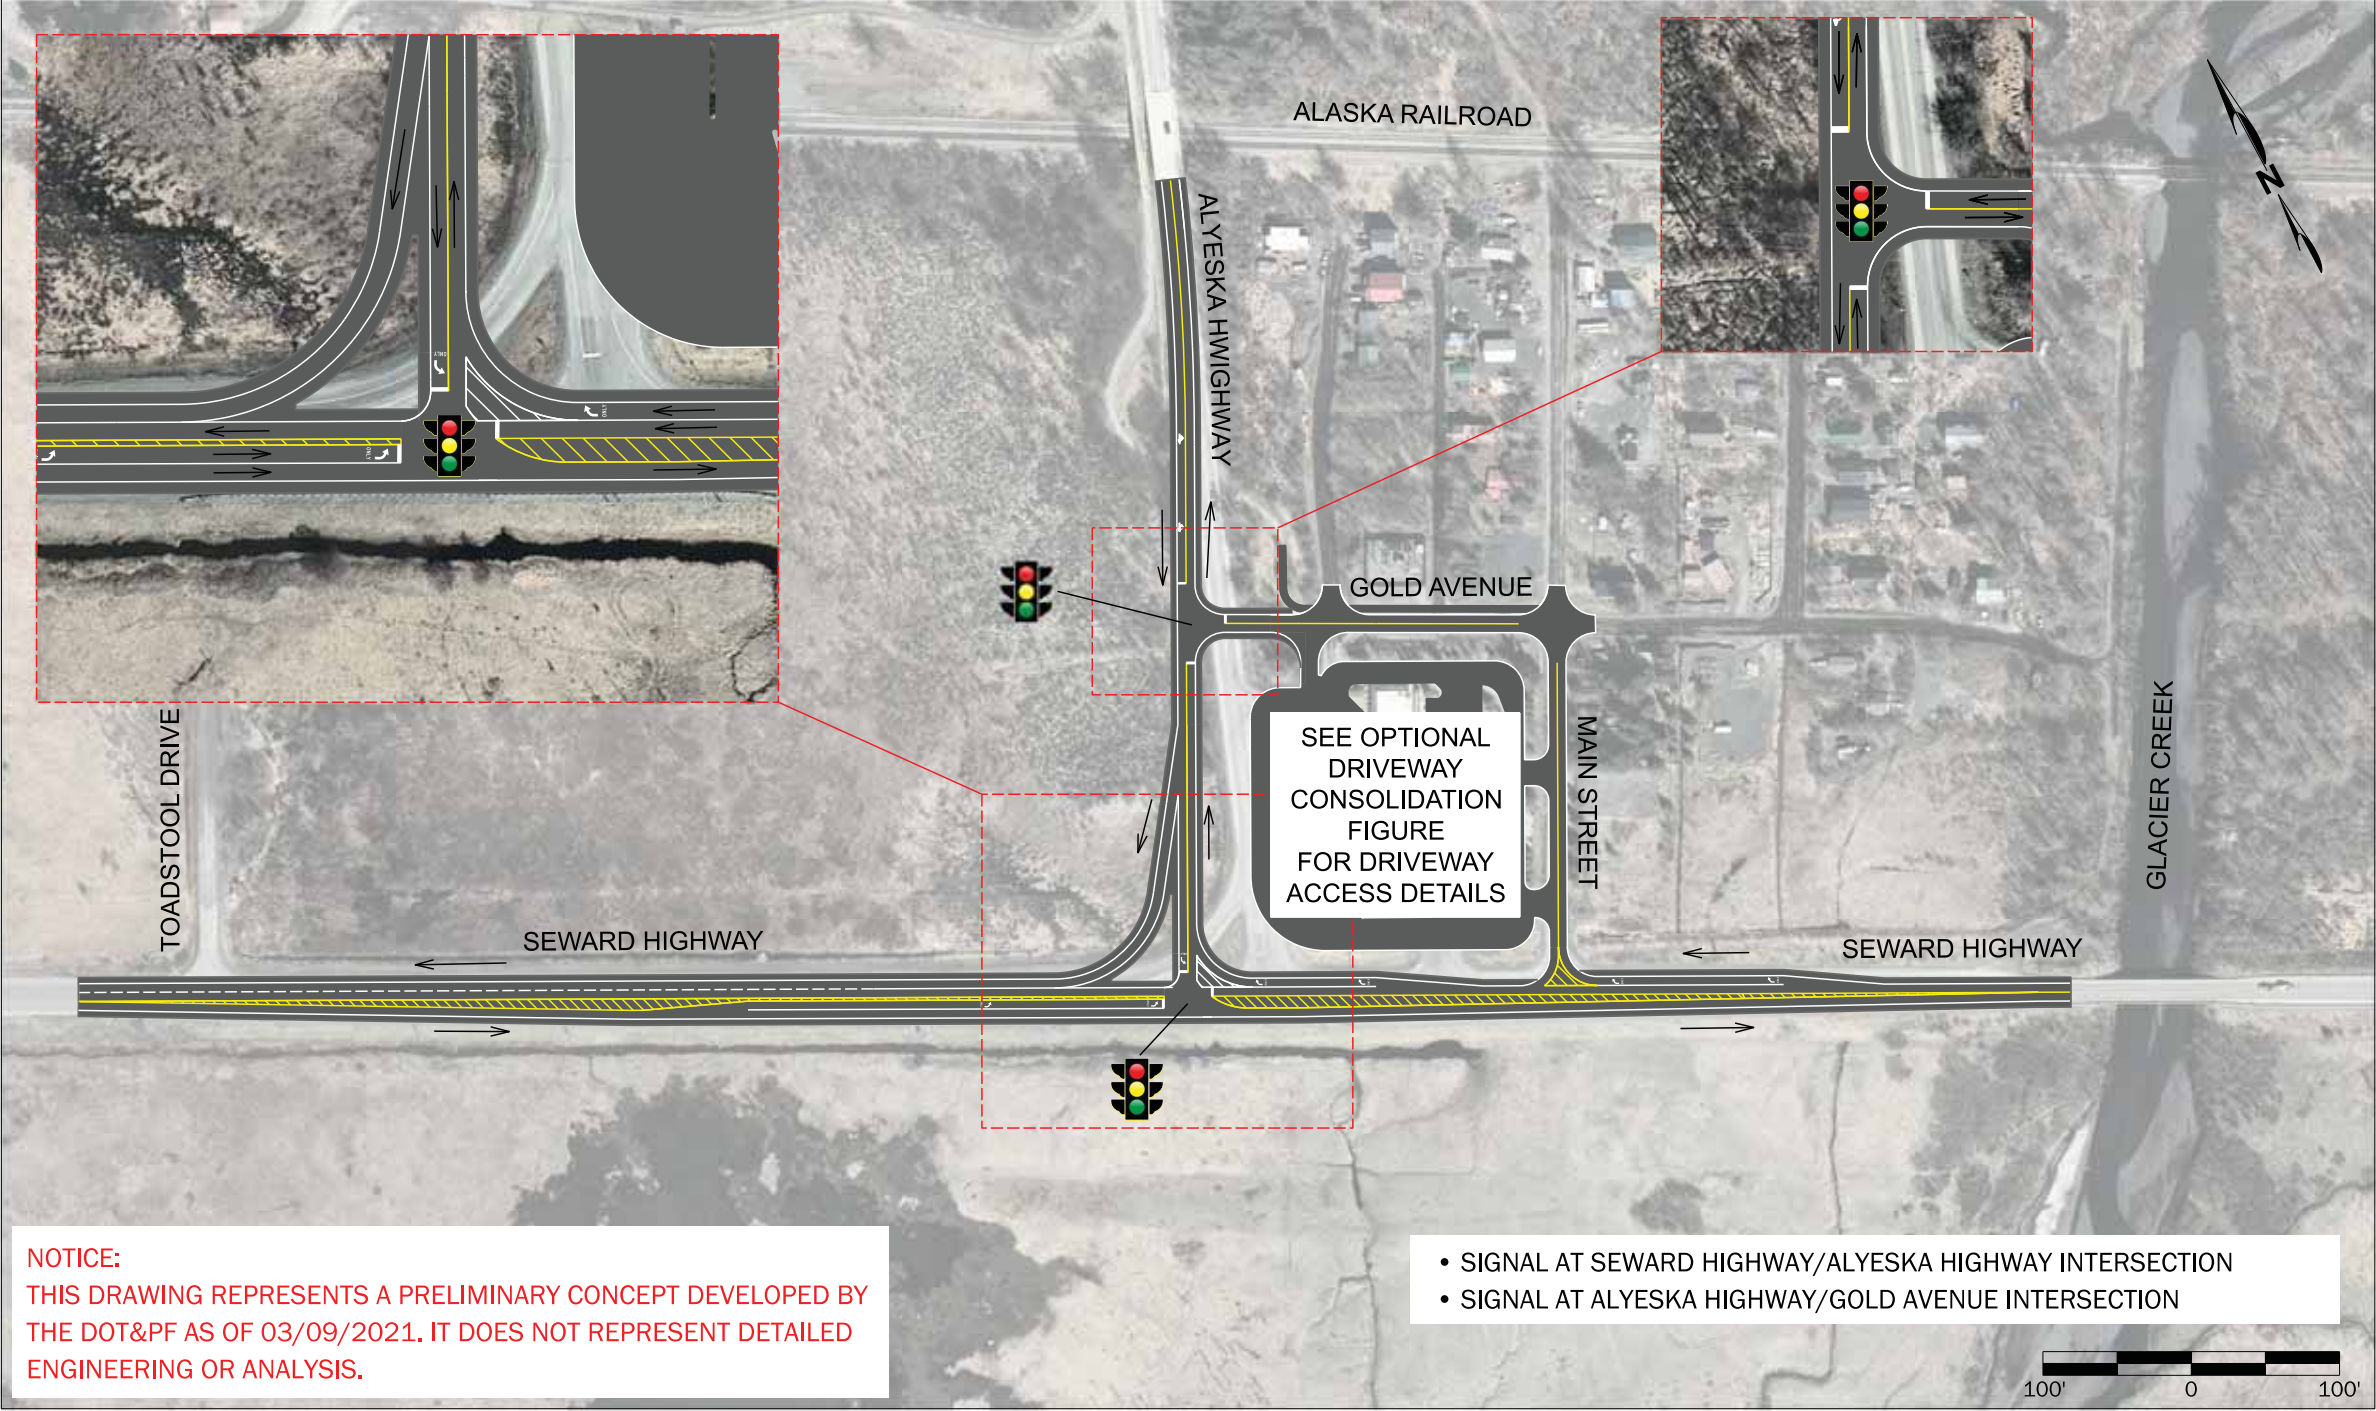 ALASKA RAILROAD
N
ALYESKA HWIGHWAY
ONLY
ONLY
ONLY
GOLD AVENUE
TOADSTOOL DRIVE
SEE OPTIONAL
DRIVEWAY
CONSOLIDATION
FIGURE
FOR DRIVEWAY
ACCESS DETAILS
MAIN STREET
GLACIER CREEK
SEWARD HIGHWAY
SEWARD HIGHWAY
NOTICE:
THIS DRAWING REPRESENTS A PRELIMINARY CONCEPT DEVELOPED BY
THE DOT&PF AS OF 03/09/2021. IT DOES NOT REPRESENT DETAILED
ENGINEERING OR ANALYSIS.
• SIGNAL AT SEWARD HIGHWAY/ALYESKA HIGHWAY INTERSECTION
• SIGNAL AT ALYESKA HIGHWAY/GOLD AVENUE INTERSECTION
100' 0 100'